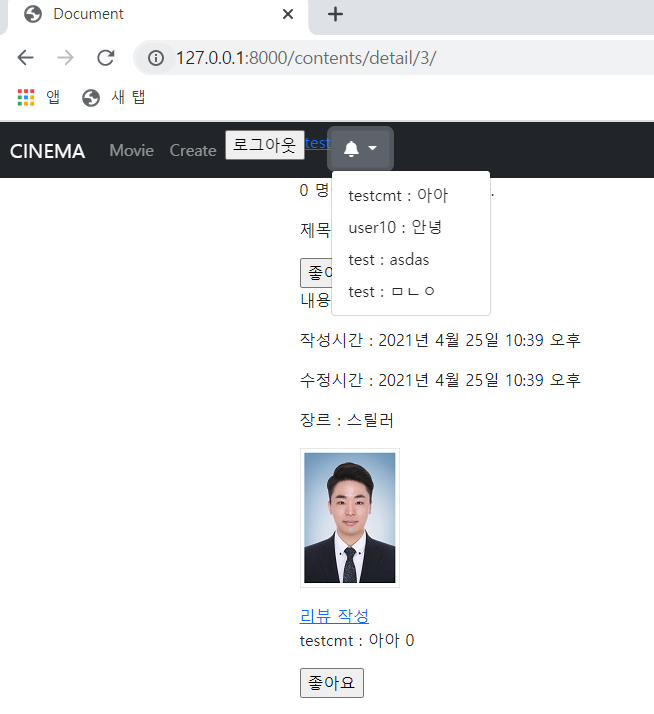 Document
127.0.0.1:8000/contents/detail/3/
앱 새 탭
CINEMA Movie Create 로그아웃 test
testcmt : 아아
user10 : 안녕
test : asdas
test : ㅁㄴㅇ
0 명 .
제목
좋아
내용
작성시간 : 2021년 4월 25일 10:39 오후
수정시간 : 2021년 4월 25일 10:39 오후
장르 : 스릴러
리뷰 작성
testcmt : 아아 0
좋아요